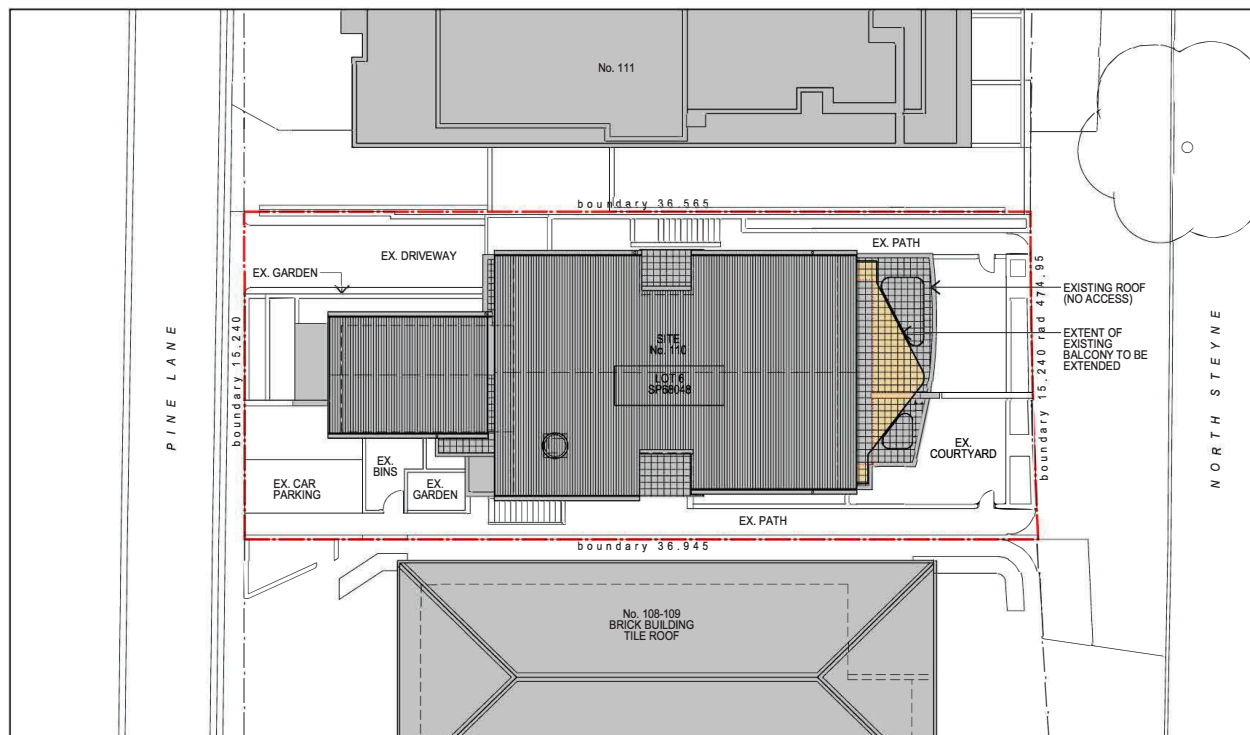 No. 111
boundary 36.565
EX. PATH
EX. DRIVEWAY
EX. GARDEN
EXISTING ROOF
(NO ACCESS)
EXTENT OF
EXISTING
BALCONY TO BE
EXTENDED
PINE LANE
boundary 15.240
SITE
No. 110
LOT 6
SP68048
boundary 15.240 rad 474.95
NORTH STEYNE
EX.
COURTYARD
EX.
BINS
EX.
GARDEN
EX. CAR
PARKING
EX. PATH
boundary 36.945
No. 108-109
BRICK BUILDING
TILE ROOF